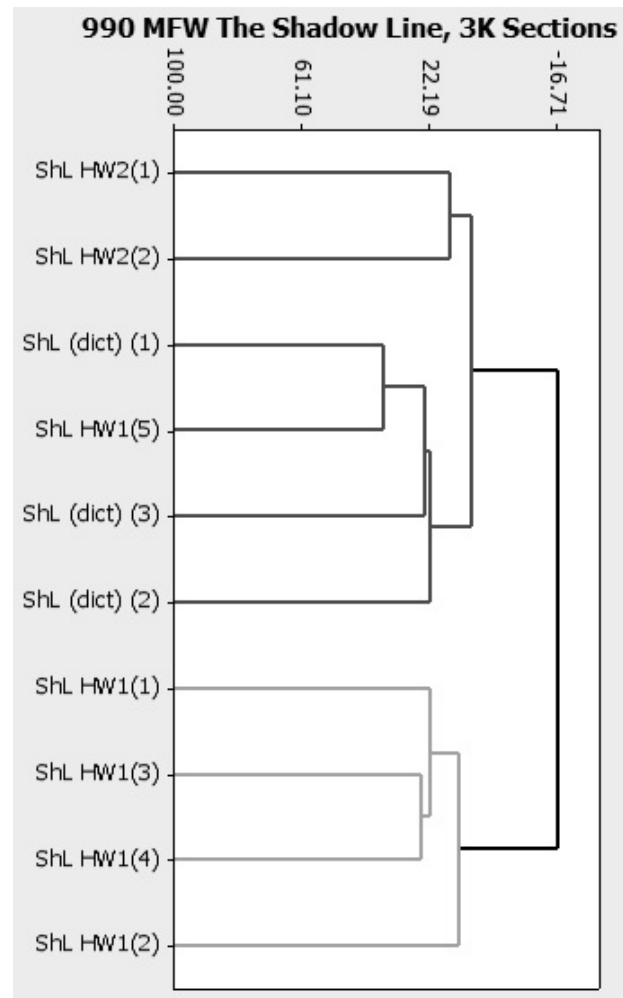 990 MFW The Shadow Line, 3K Sections
100.00
61.10
22.19
-16.71
ShL HW2(1)
ShL HW2(2)
ShL (dict) (1)
ShL HW1(5)
ShL (dict) (3)
ShL (dict) (2)
ShL HW1(1)
ShL HW1(3)
ShL HW1(4)
ShL HW1(2)